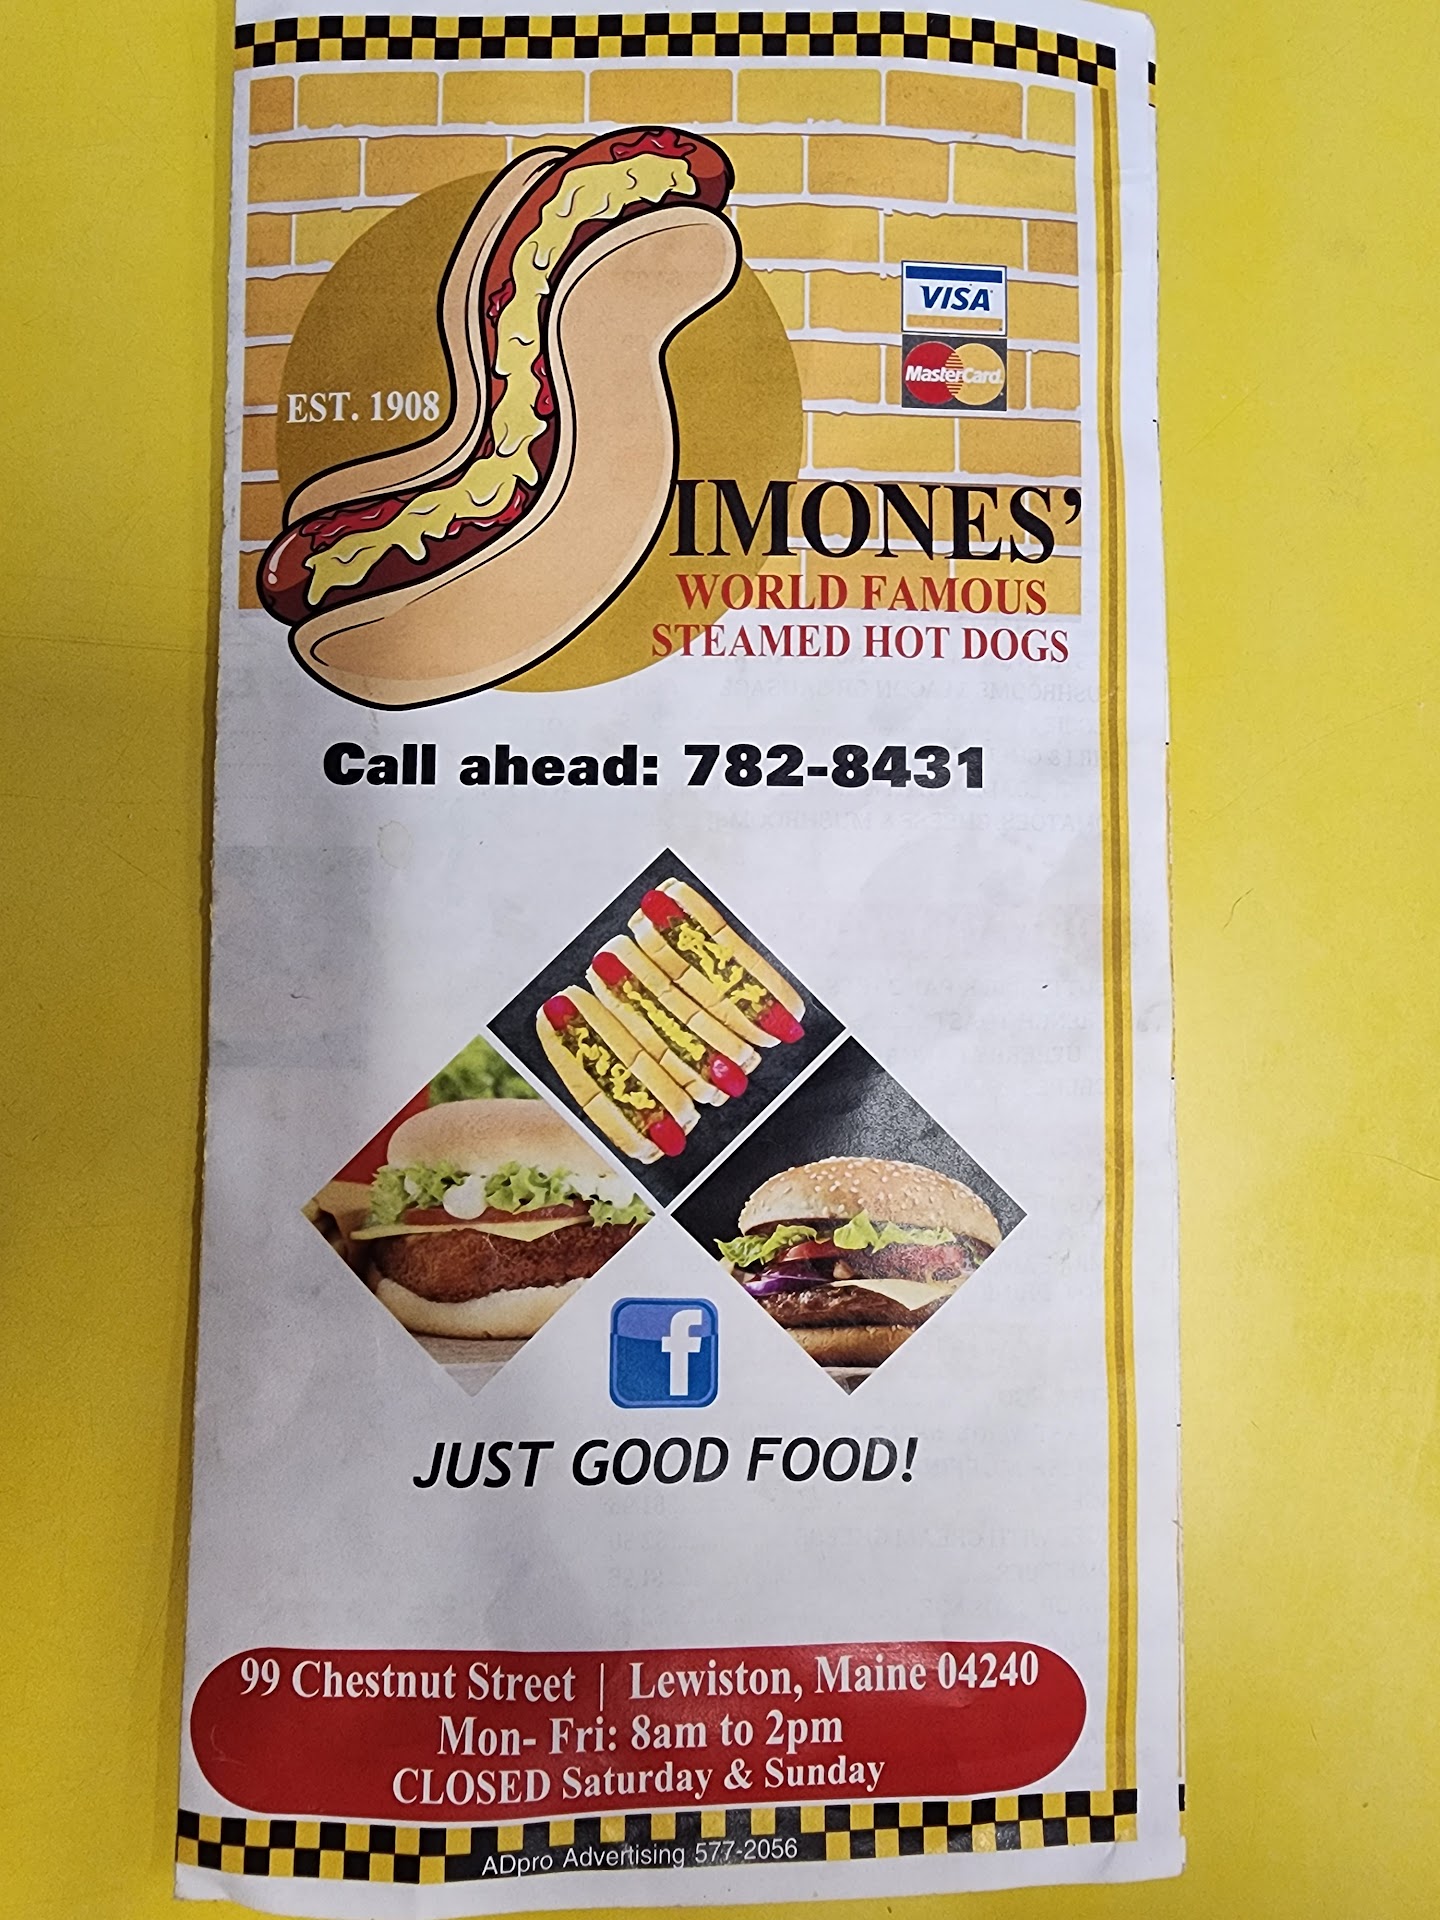 VISA
MasterCard
EST. 1908
SIMONES'
WORLD FAMOUS
STEAMED HOT DOGS
Call ahead: 782-8431
f
JUST GOOD FOOD!
99 Chestnut Street | Lewiston, Maine 04240
Mon- Fri: 8am to 2pm
CLOSED Saturday & Sunday
ADpro Advertising 577-2056